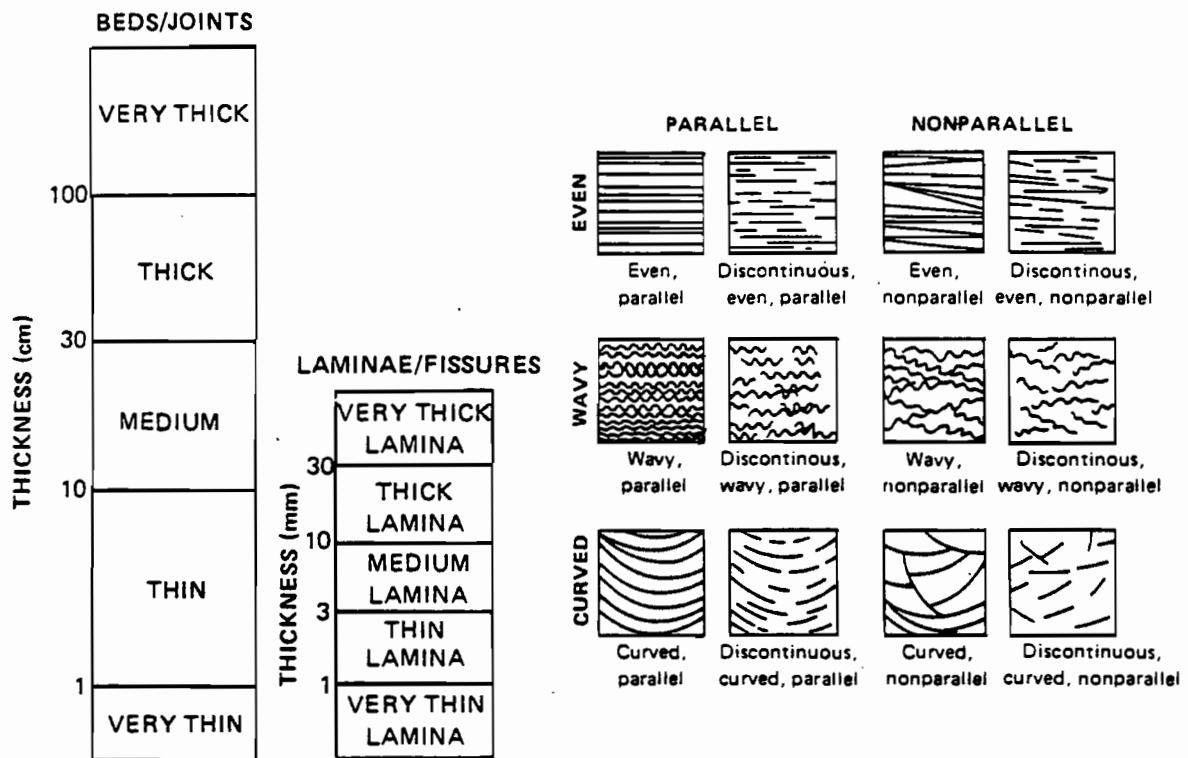 BEDS/JOINTS
VERY THICK
100
THICK
30
MEDIUM
10
THIN
1
VERY THIN
THICKNESS (cm)
LAMINAE/FISSURES
VERY THICK
LAMINA
30
THICK
LAMINA
10
MEDIUM
LAMINA
3
THIN
LAMINA
1
VERY THIN
LAMINA
THICKNESS (mm)
PARALLEL NONPARALLEL
EVEN
Even, Discontinuous, Even, Discontinous,
parallel even, parallel nonparallel even, nonparallel
WAVY
Wavy, Discontinous, Wavy, Discontinous,
parallel wavy, parallel nonparallel wavy, nonparallel
CURVED
Curved, Discontinuous, Curved, Discontinuous,
parallel curved, parallel nonparallel curved, nonparallel